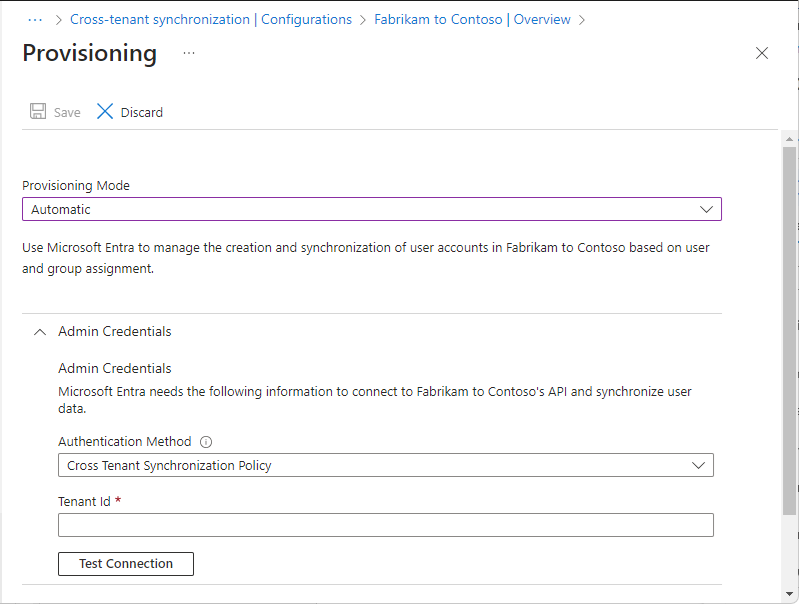 ··· > Cross-tenant synchronization | Configurations > Fabrikam to Contoso | Overview >
Provisioning ···
Save Discard
Provisioning Mode
Automatic
Use Microsoft Entra to manage the creation and synchronization of user accounts in Fabrikam to Contoso based on user
and group assignment.
Admin Credentials
Admin Credentials
Microsoft Entra needs the following information to connect to Fabrikam to Contoso's API and synchronize user
data.
Authentication Method
Cross Tenant Synchronization Policy
Tenant Id *
Test Connection